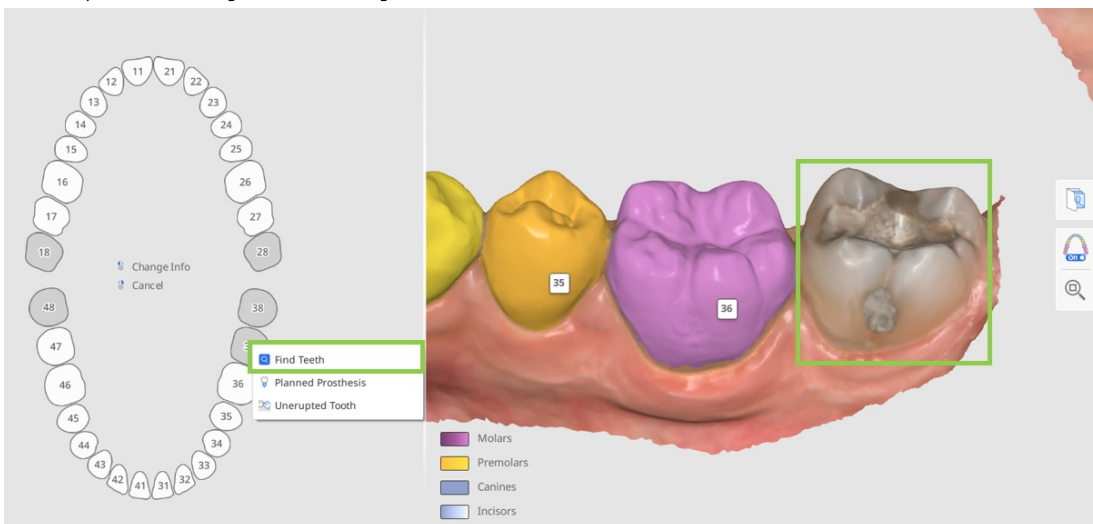 11 21
12 22
13 23
14 24
15 25
16 26
17 27
18 28
Change Info
Cancel
48 38
47
Find Teeth
46 36
Planned Prosthesis
Unerupted Tooth
45 35
44 34
43 33
42 41 31 32
35
36
ON
Molars
Premolars
Canines
Incisors